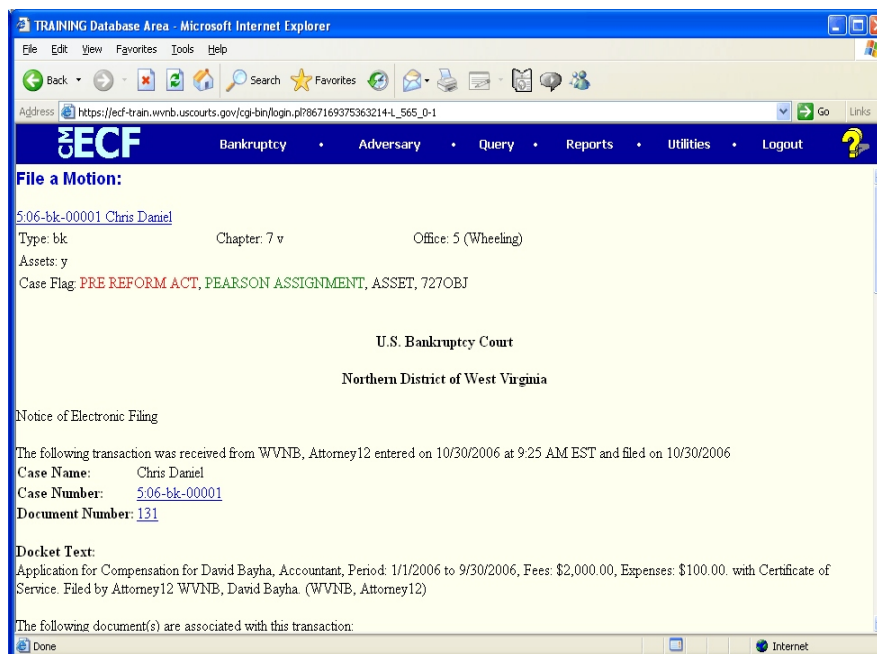 TRAINING Database Area - Microsoft Internet Explorer
File Edit View Favorites Tools Help
Back Search Favorites
Address https://ecf-train.wvnb.uscourts.gov/cgi-bin/login.pl?867169375363214-L_565_0-1 Go Links
CM ECF Bankruptcy • Adversary • Query • Reports • Utilities • Logout ?
File a Motion:
5:06-bk-00001 Chris Daniel
Type: bk Chapter: 7 v Office: 5 (Wheeling)
Assets: y
Case Flag: PRE REFORM ACT, PEARSON ASSIGNMENT, ASSET, 727OBJ
U.S. Bankruptcy Court
Northern District of West Virginia
Notice of Electronic Filing
The following transaction was received from WVNB, Attorney12 entered on 10/30/2006 at 9:25 AM EST and filed on 10/30/2006
Case Name: Chris Daniel
Case Number: 5:06-bk-00001
Document Number: 131
Docket Text:
Application for Compensation for David Bayha, Accountant, Period: 1/1/2006 to 9/30/2006, Fees: $2,000.00, Expenses: $100.00. with Certificate of
Service. Filed by Attorney12 WVNB, David Bayha. (WVNB, Attorney12)
The following document(s) are associated with this transaction:
Done Internet